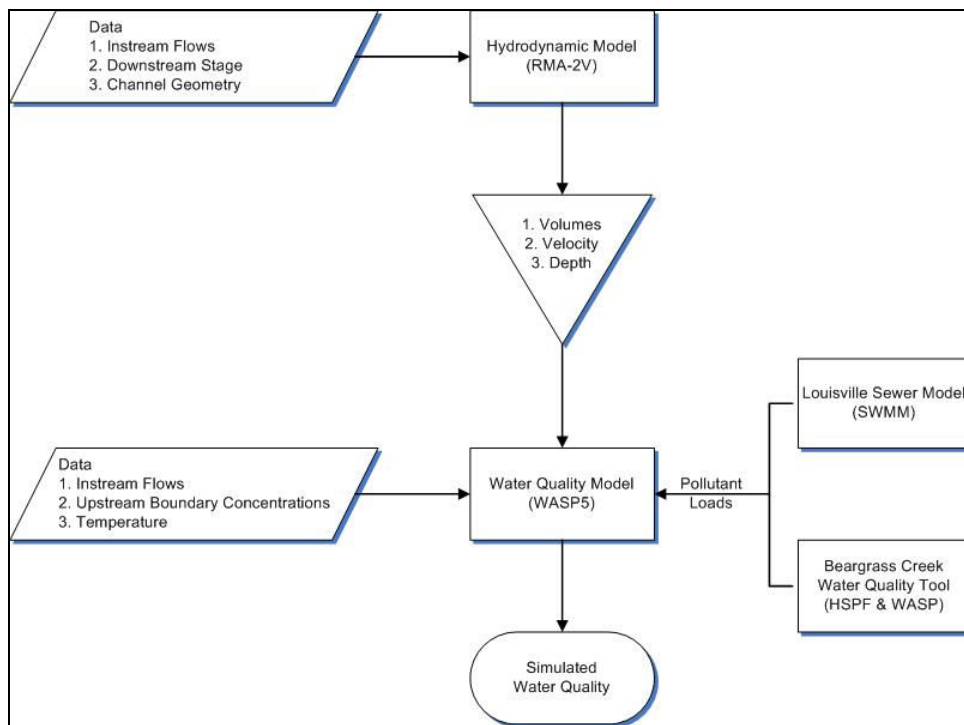 Data
1. Instream Flows
2. Downstream Stage
3. Channel Geometry
Hydrodynamic Model
(RMA-2V)
1. Volumes
2. Velocity
3. Depth
Louisville Sewer Model
(SWMM)
Data
1. Instream Flows
2. Upstream Boundary Concentrations
3. Temperature
Water Quality Model
(WASP5)
Pollutant
Loads
Beargrass Creek
Water Quality Tool
(HSPF & WASP)
Simulated
Water Quality